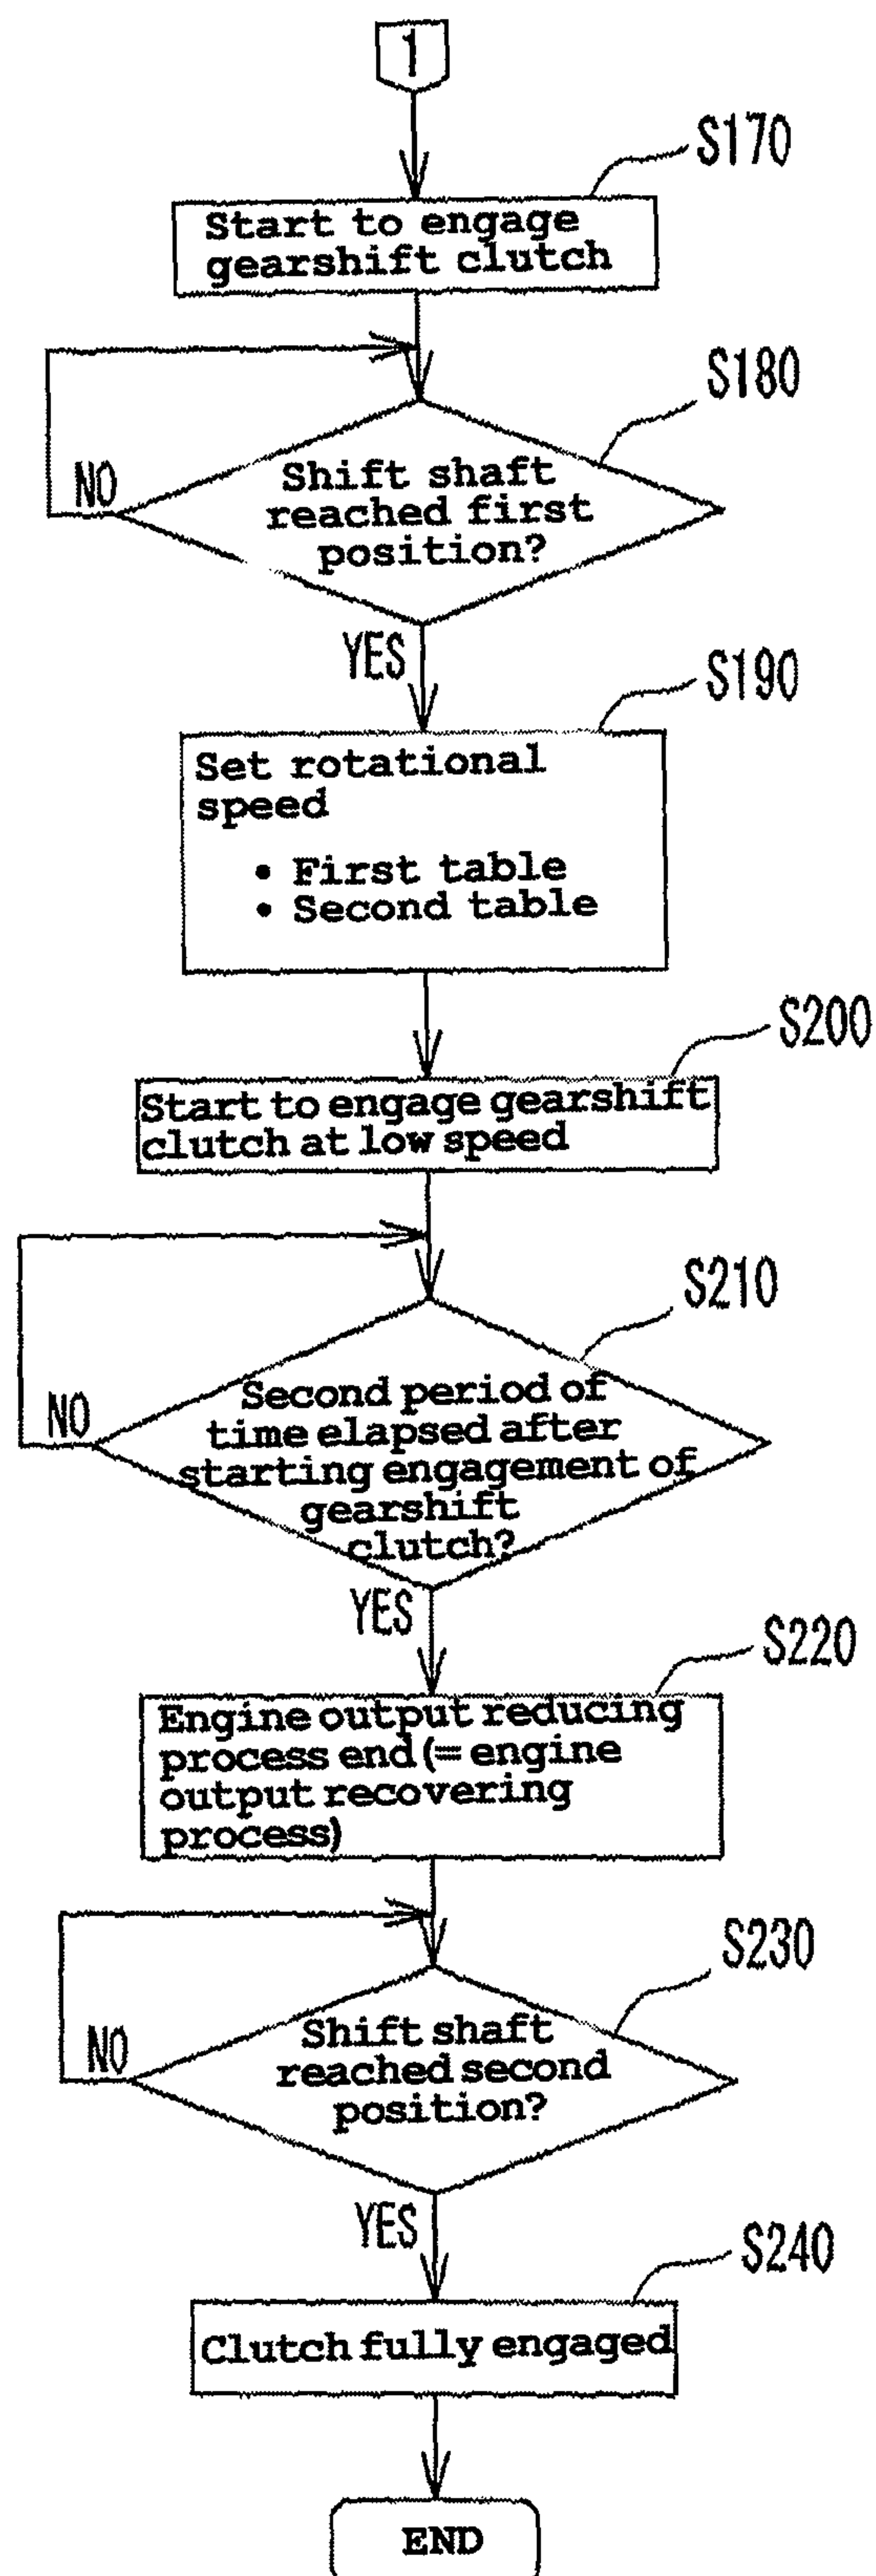 1
S170
Start to engage
gearshift clutch
S180
NO
Shift shaft
reached first
position?
YES
S190
Set rotational
speed
• First table
• Second table
S200
Start to engage gearshift
clutch at low speed
S210
NO
Second period of
time elapsed after
starting engagement of
gearshift
clutch?
YES
S220
Engine output reducing
process end (= engine
output recovering
process)
S230
NO
Shift shaft
reached second
position?
YES
S240
Clutch fully engaged
END